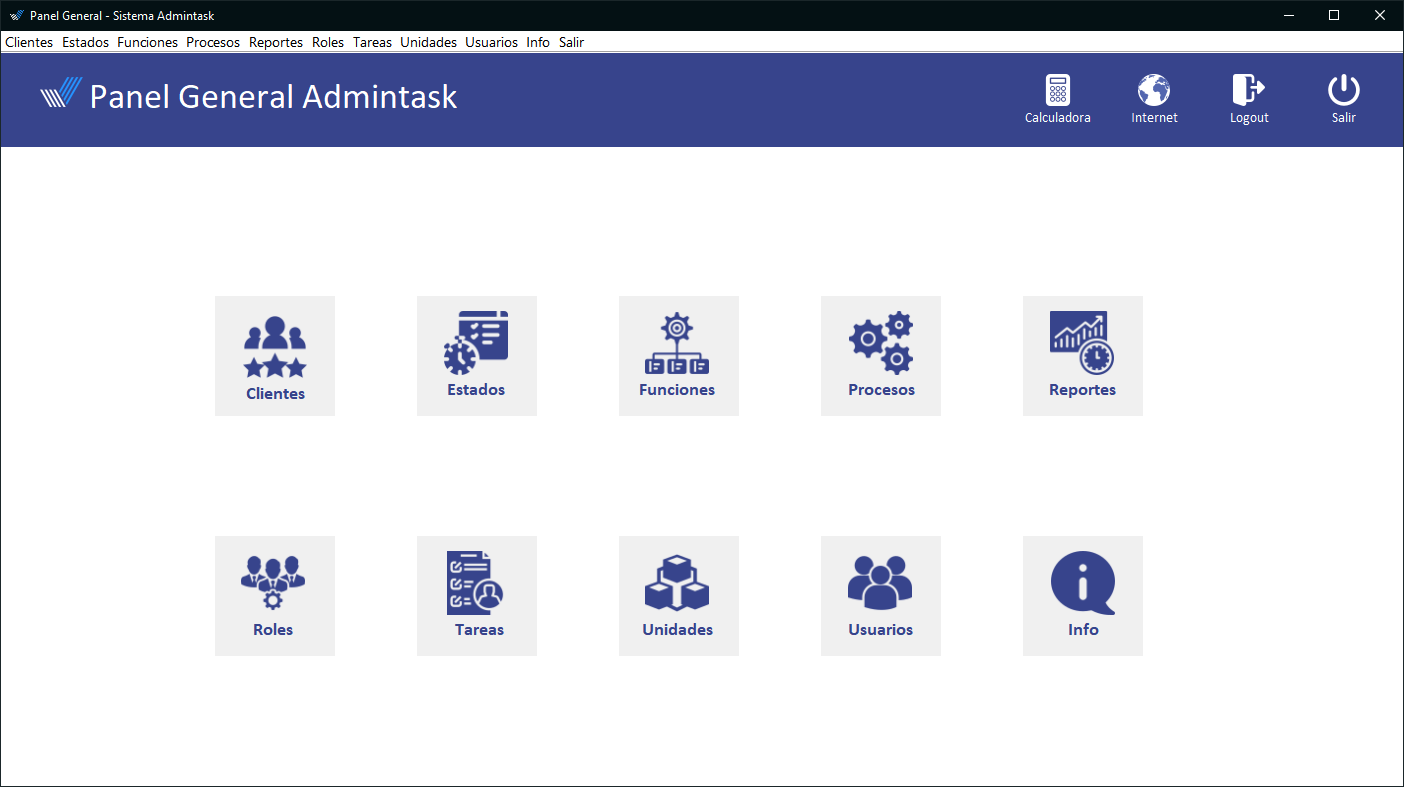 Panel General - Sistema Admintask
Clientes Estados Funciones Procesos Reportes Roles Tareas Unidades Usuarios Info Salir
Panel General Admintask
Calculadora Internet Logout Salir
Clientes Estados Funciones Procesos Reportes
Roles Tareas Unidades Usuarios Info